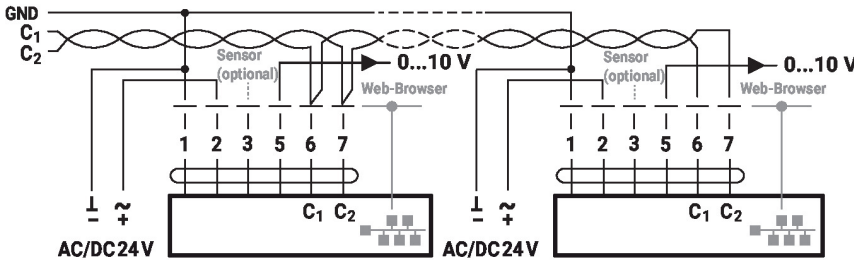 GND
C1
C2
Sensor
(optional)
0...10 V
Web-Browser
1 2 3 5 6 7
C1 C2
⊥ ~
− +
AC/DC24V
Sensor
(optional)
0...10 V
Web-Browser
1 2 3 5 6 7
C1 C2
⊥ ~
− +
AC/DC24V